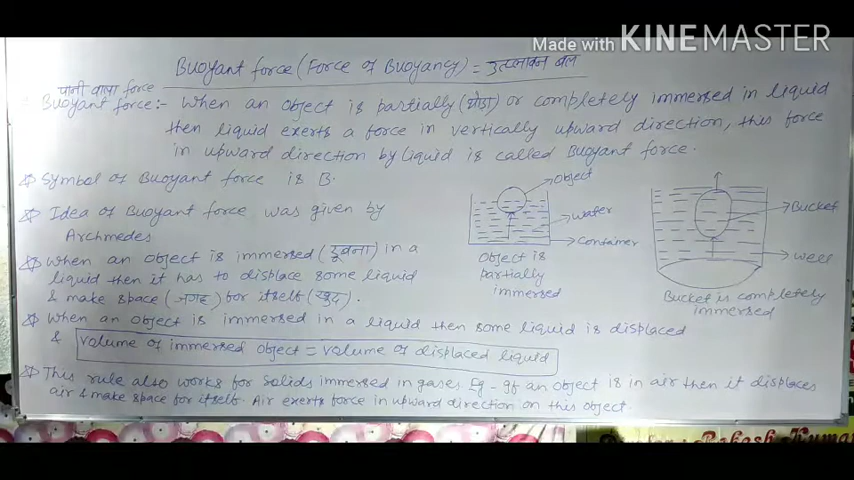 Made with KINEMASTER
Buoyant force (Force of Buoyancy) = उत्प्लावन बल
पानी वाला force
Buoyant force:- When an object is partially (थोडा) or completely immersed in liquid
then liquid exerts a force in vertically upward direction, this force
in upward direction by liquid is called Buoyant force.
☆ Symbol of Buoyant force is B.
☆ Idea of Buoyant force was given by
Archmedes
☆ When an object is immersed (डूबना) in a
liquid then it has to displace some liquid
& make space (जगह) for itself (खुद).
☆ When an object is immersed in a liquid then some liquid is displaced
& volume of immersed object = volume of displaced liquid
☆ This rule also works for solids immersed in gases Eg - If an object is in air then it displaces
air & make space for itself. Air exerts force in upward direction on this object.
Object
Water
Container
Object is
partially
immersed
Bucket
Well
Bucket is completely
immersed
Rakesh Kumar